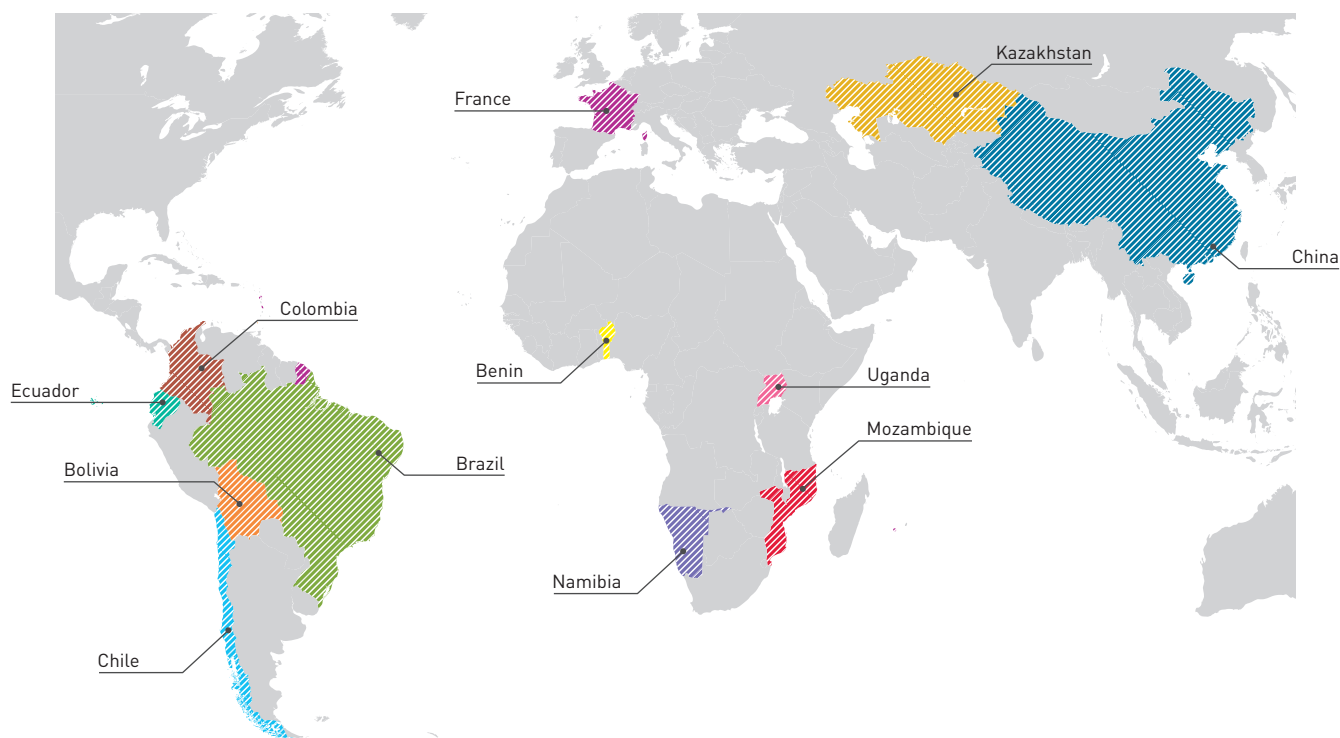 Kazakhstan
France
China
Colombia
Benin
Uganda
Ecuador
Mozambique
Bolivia
Brazil
Namibia
Chile